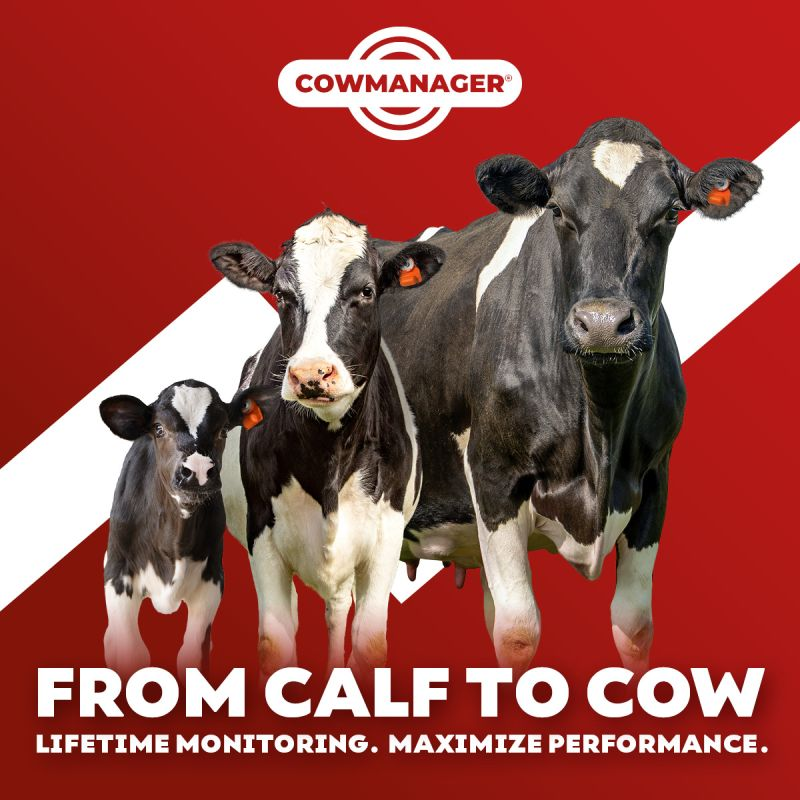 COWMANAGER®
FROM CALF TO COW
LIFETIME MONITORING. MAXIMIZE PERFORMANCE.